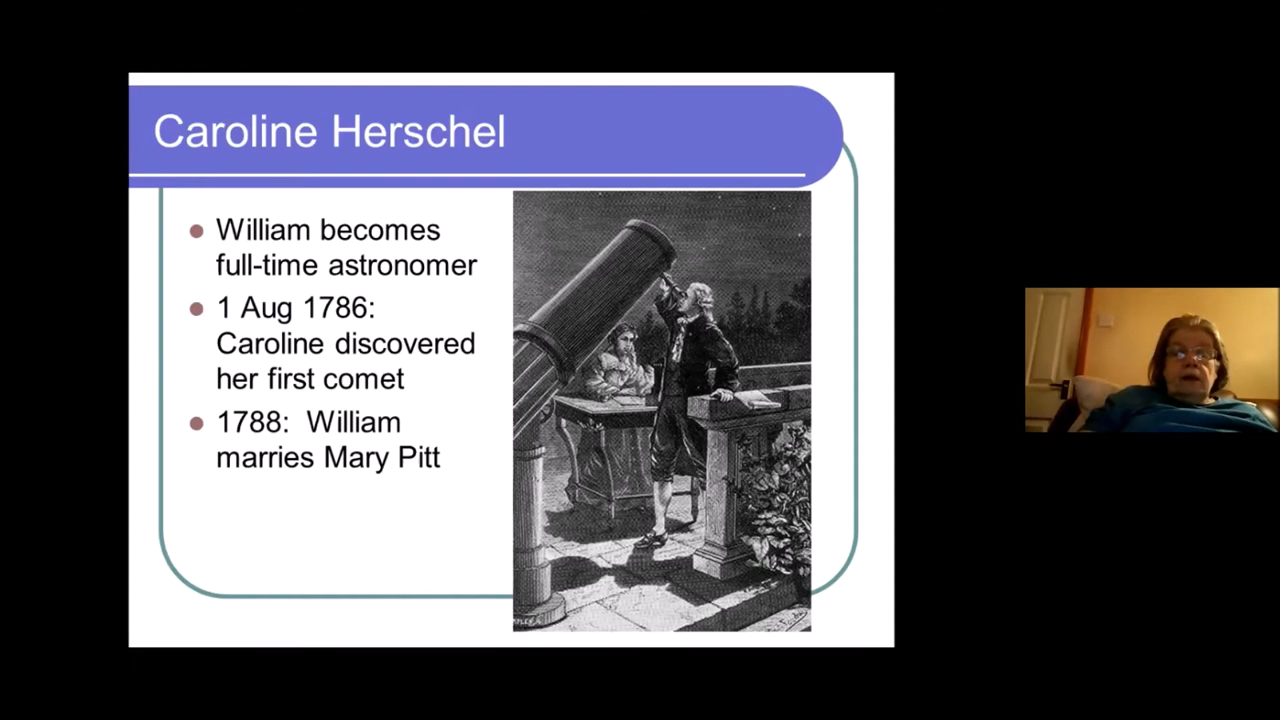 Caroline Herschel
William becomes
full-time astronomer
1 Aug 1786:
Caroline discovered
her first comet
1788:  William
marries Mary Pitt